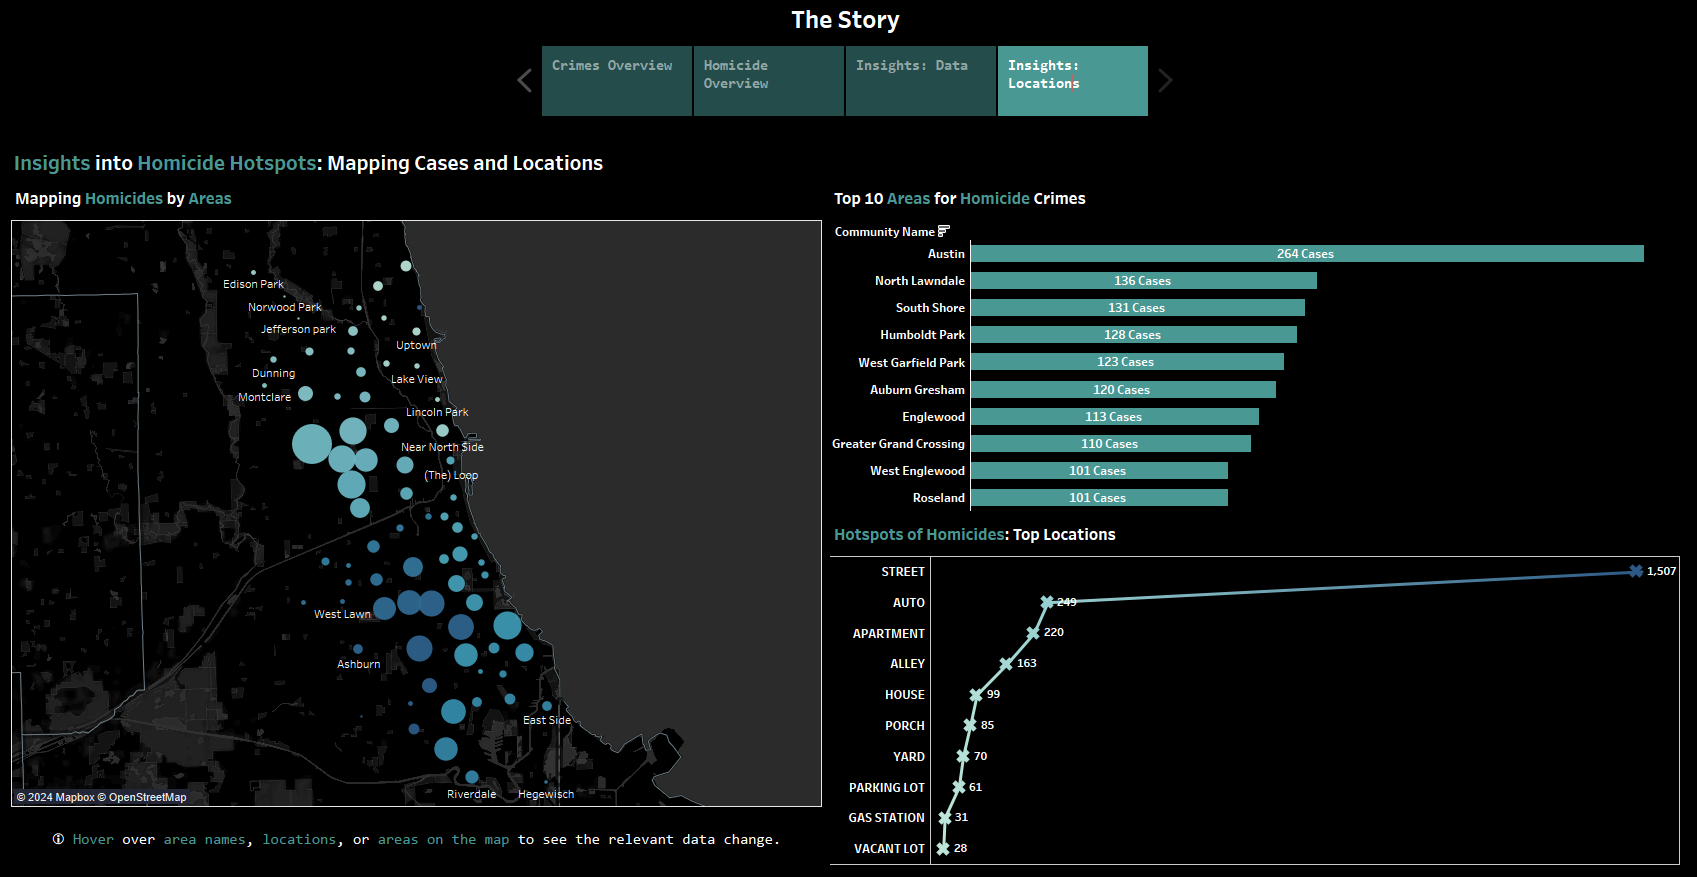 The Story
Crimes Overview
Homicide
Overview
Insights: Data
Insights:
Locations
Insights into Homicide Hotspots: Mapping Cases and Locations
Mapping Homicides by Areas
Edison Park
Norwood Park
Jefferson park
Uptown
Dunning
Lake View
Montclare
Lincoln Park
Near North Side
(The) Loop
West Lawn
Ashburn
East Side
Riverdale
Hegewisch
© 2024 Mapbox © OpenStreetMap
Hover over area names, locations, or areas on the map to see the relevant data change.
Top 10 Areas for Homicide Crimes
Community Name
Austin 264 Cases
North Lawndale 136 Cases
South Shore 131 Cases
Humboldt Park 128 Cases
West Garfield Park 123 Cases
Auburn Gresham 120 Cases
Englewood 113 Cases
Greater Grand Crossing 110 Cases
West Englewood 101 Cases
Roseland 101 Cases
Hotspots of Homicides: Top Locations
STREET 1,507
AUTO 249
APARTMENT 220
ALLEY 163
HOUSE 99
PORCH 85
YARD 70
PARKING LOT 61
GAS STATION 31
VACANT LOT 28